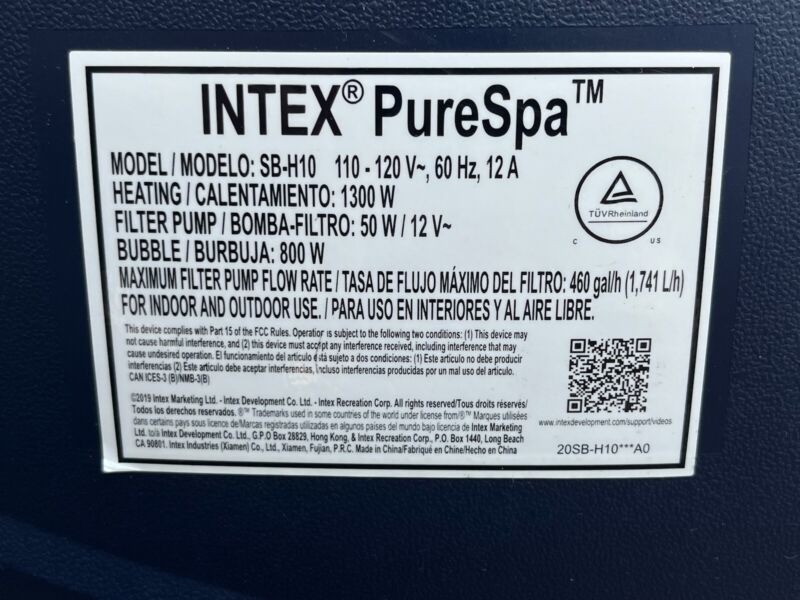 INTEX® PureSpa™
MODEL / MODELO: SB-H10 110 - 120 V~, 60 Hz, 12 A
HEATING / CALENTAMIENTO: 1300 W
FILTER PUMP / BOMBA-FILTRO: 50 W / 12 V~
BUBBLE / BURBUJA: 800 W
MAXIMUM FILTER PUMP FLOW RATE / TASA DE FLUJO MÁXIMO DEL FILTRO: 460 gal/h (1,741 L/h)
FOR INDOOR AND OUTDOOR USE. / PARA USO EN INTERIORES Y AL AIRE LIBRE.
TÜVRheinland
C US
This device complies with Part 15 of the FCC Rules. Operation is subject to the following two conditions: (1) This device may
not cause harmful interference, and (2) this device must accept any interference received, including interference that may
cause undesired operation. El funcionamiento del artículo está sujeto a dos condiciones: (1) Este artículo no debe producir
interferencias (2) Este artículo debe aceptar interferencias, incluso interferencias producidas por un mal uso del artículo.
CAN ICES-3 (B)/NMB-3(B)
©2019 Intex Marketing Ltd. - Intex Development Co. Ltd. - Intex Recreation Corp. All rights reserved/Tous droits réservés/
Todos los derechos reservados. ®™ Trademarks used in some countries of the world under license from/®™ Marques utilisées
dans certains pays sous licence de/Marcas registradas utilizadas en algunos países del mundo bajo licencia de Intex Marketing
Ltd. to/à Intex Development Co. Ltd., G.P.O BOX 28829, Hong Kong, & Intex Recreation Corp., P.O. Box 1440, Long Beach
CA 90801. Intex Industries (Xiamen) Co., Ltd., Xiamen, Fujian, P.R.C. Made in China/Fabriqué en Chine/Hecho en China
www.intexdevelopment.com/support/videos
20SB-H10***A0